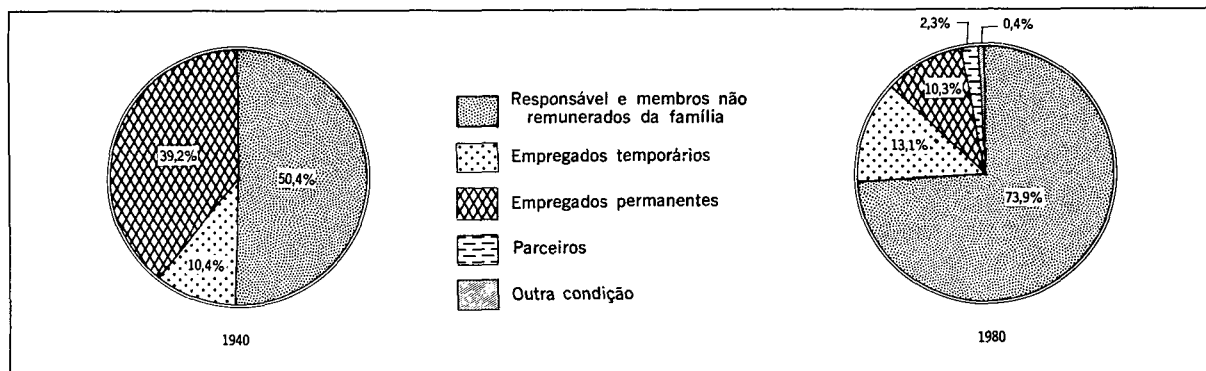 39,2%
50,4%
10,4%
1940
Responsável e membros não
remunerados da família
Empregados temporários
Empregados permanentes
Parceiros
Outra condição
2,3%
0,4%
10,3%
13,1%
73,9%
1980